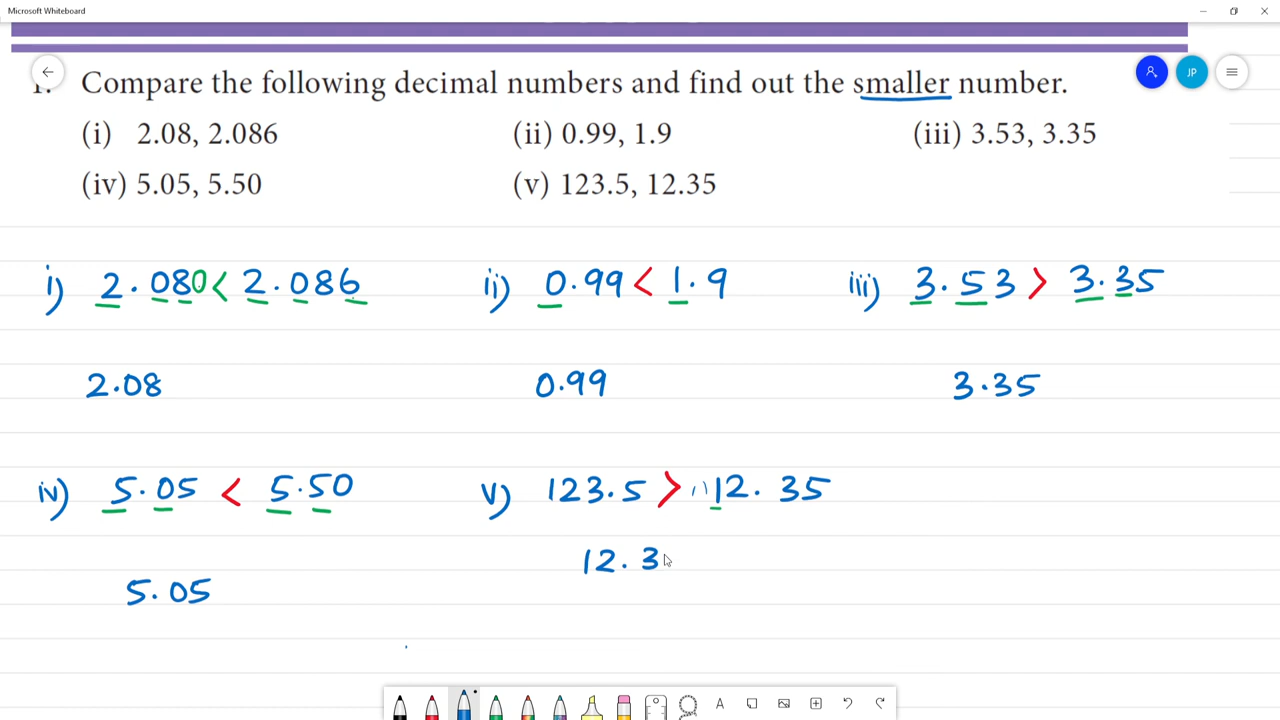 Microsoft Whiteboard
1. Compare the following decimal numbers and find out the smaller number.
(i) 2.08, 2.086 (ii) 0.99, 1.9 (iii) 3.53, 3.35
(iv) 5.05, 5.50 (v) 123.5, 12.35
JP
i) 2.080 < 2.086 ii) 0.99 < 1.9 iii) 3.53 > 3.35
2.08 0.99 3.35
iv) 5.05 < 5.50 v) 123.5 > 12.35
12.3
5.05
A